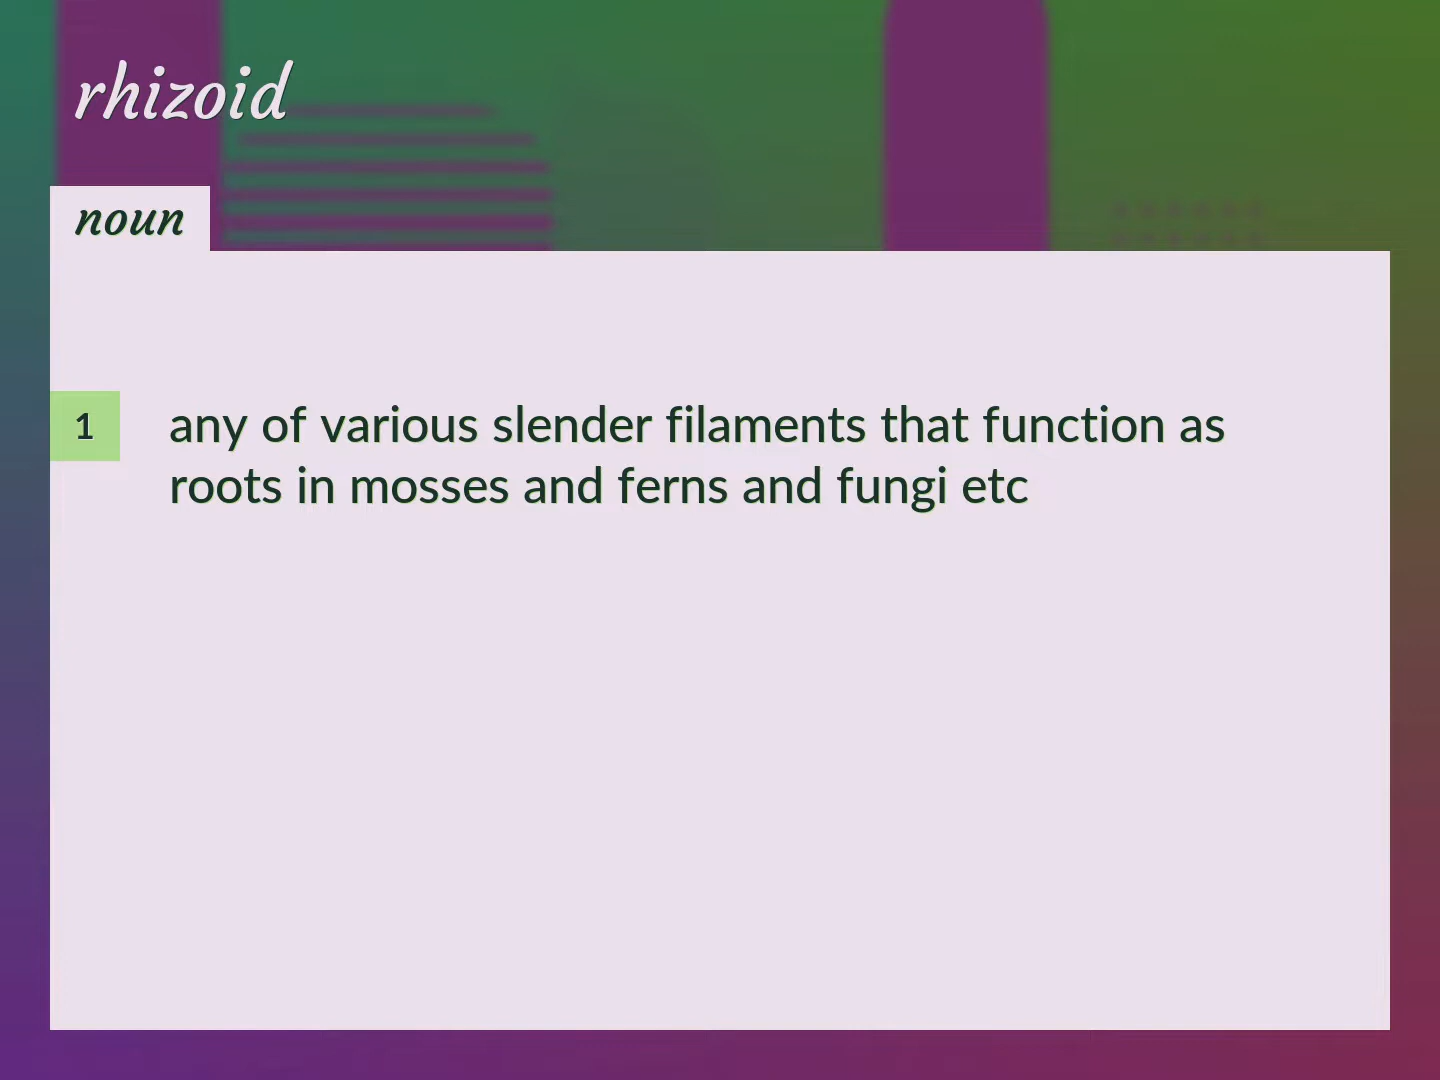 rhizoid
noun
1
any of various slender filaments that function as
roots in mosses and ferns and fungi etc